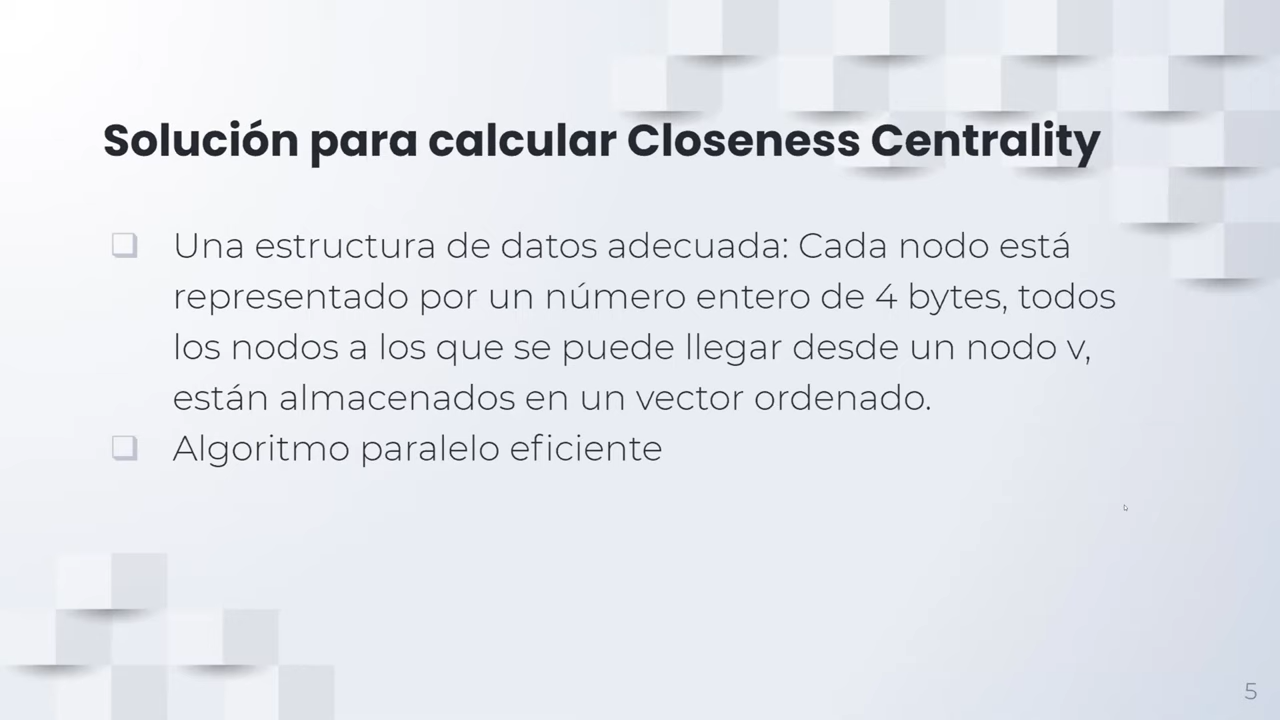 Solución para calcular Closeness Centrality
Una estructura de datos adecuada: Cada nodo está
representado por un número entero de 4 bytes, todos
los nodos a los que se puede llegar desde un nodo v,
están almacenados en un vector ordenado.
Algoritmo paralelo eficiente
5